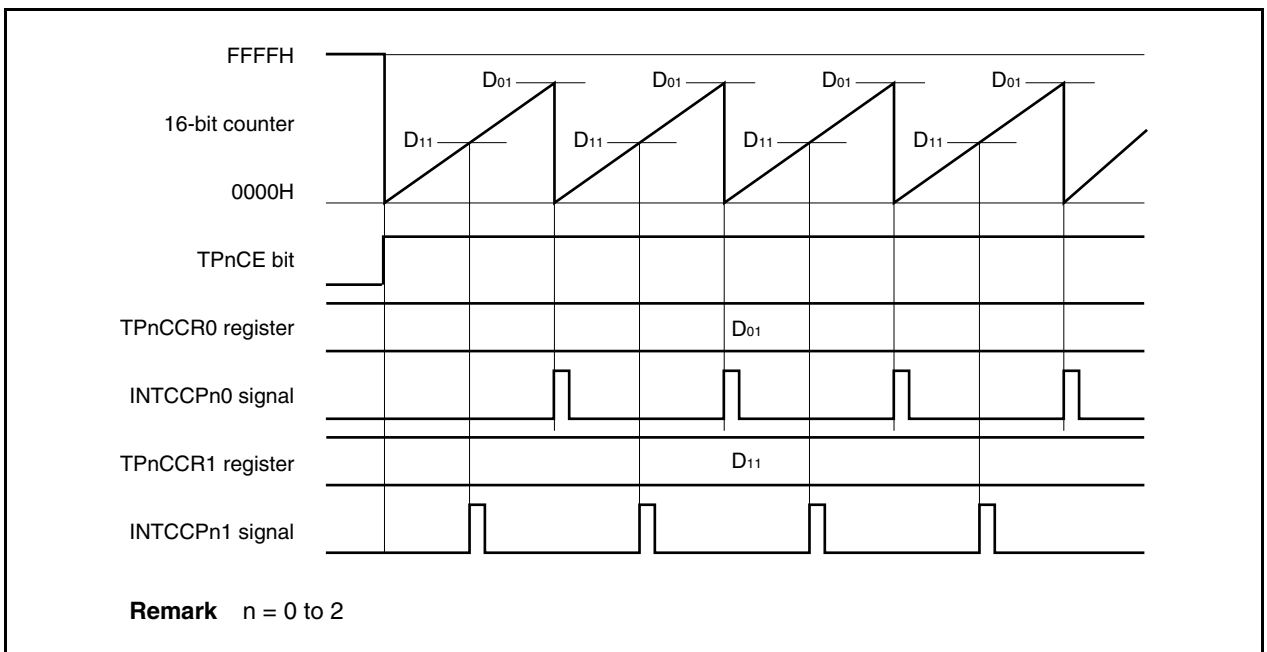 FFFFH
D01 D01 D01 D01
16-bit counter
D11 D11 D11 D11
0000H
TPnCE bit
TPnCCR0 register
D01
INTCCPn0 signal
TPnCCR1 register
D11
INTCCPn1 signal
Remark n = 0 to 2